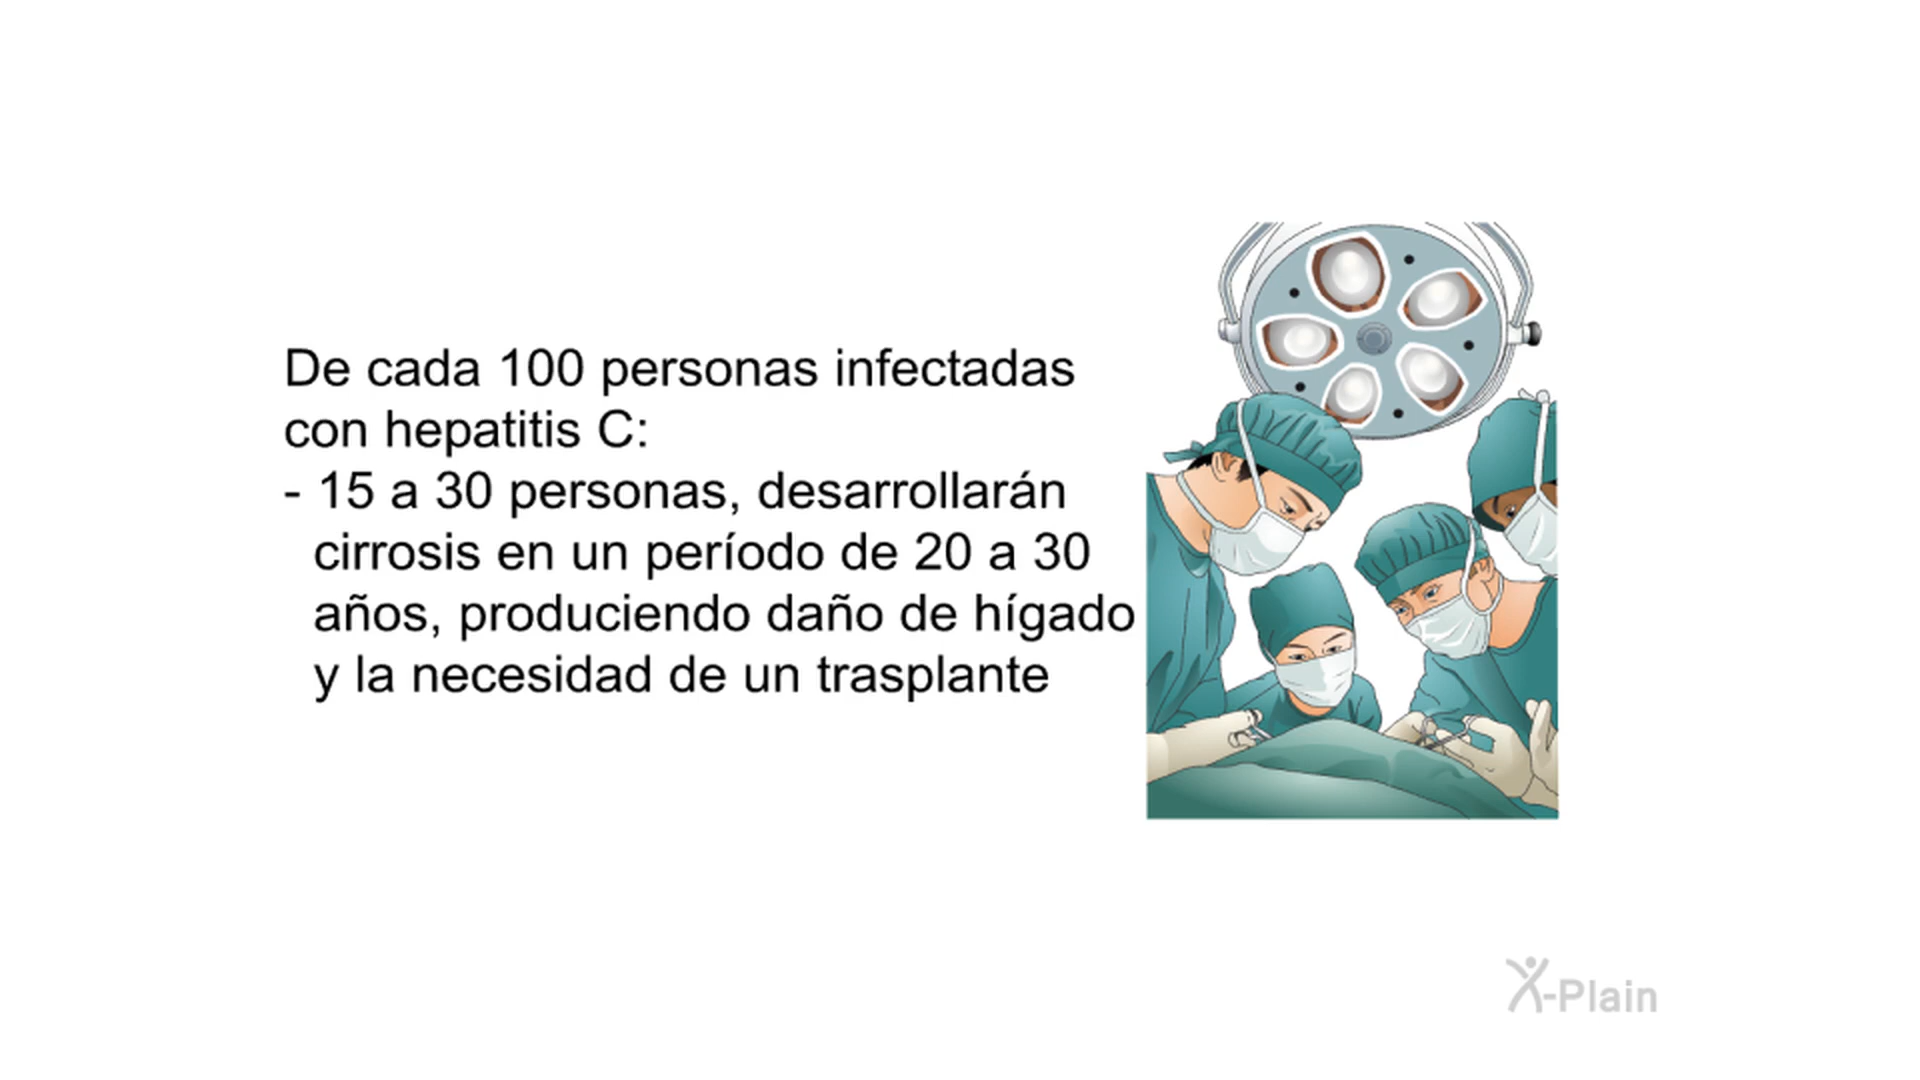 De cada 100 personas infectadas
con hepatitis C:
- 15 a 30 personas, desarrollarán
cirrosis en un período de 20 a 30
años, produciendo daño de hígado
y la necesidad de un trasplante
X-Plain